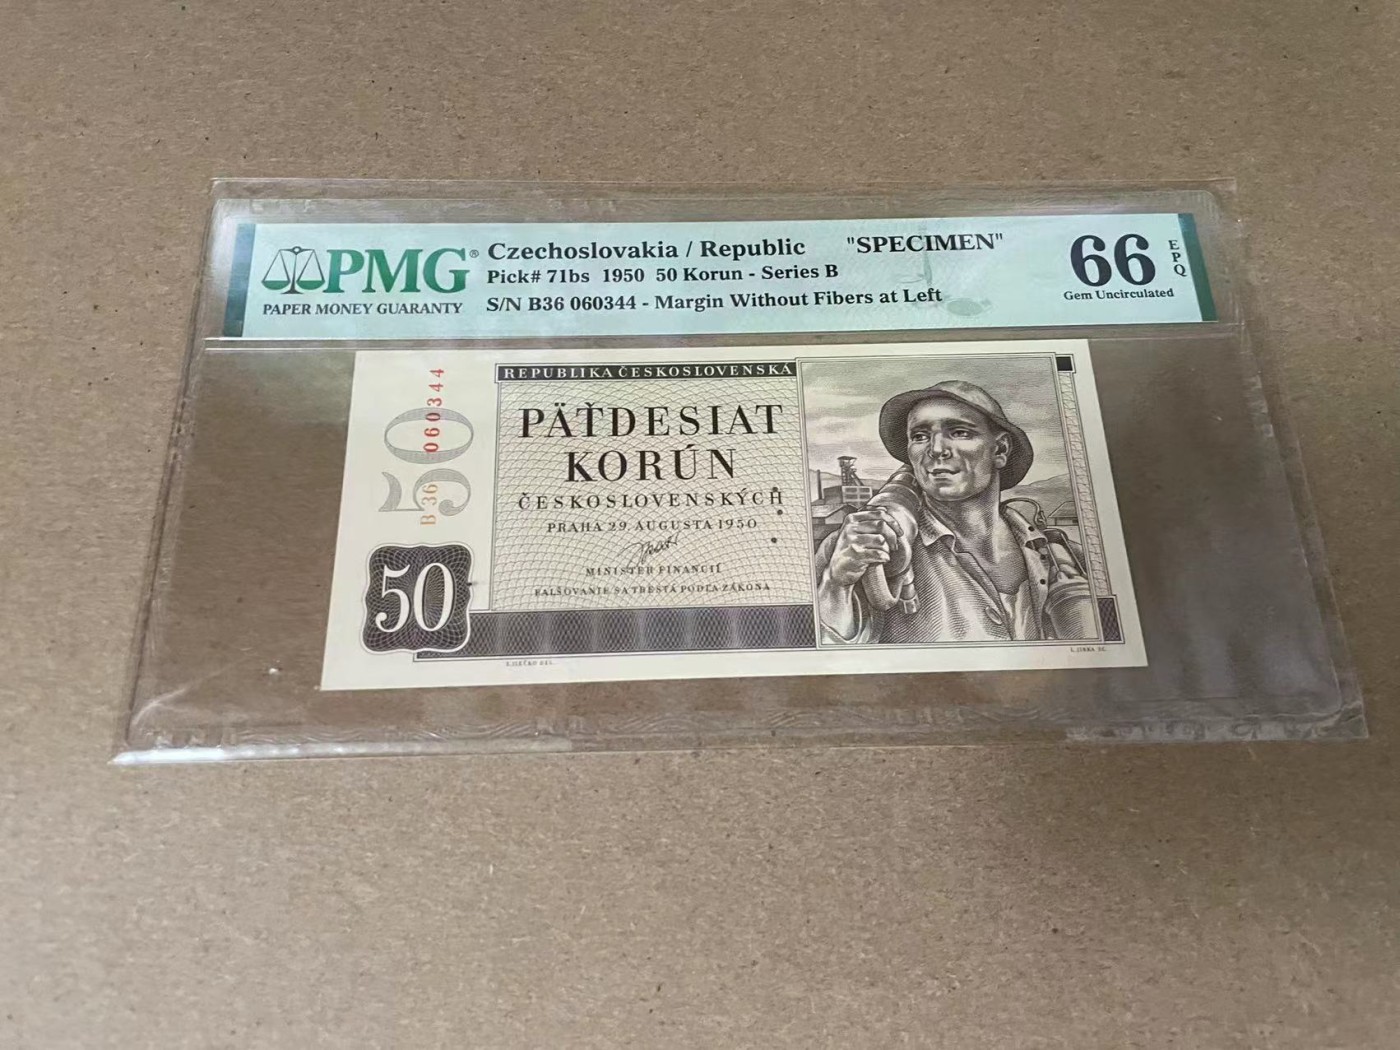 PMG® Czechoslovakia / Republic "SPECIMEN" 66 EPQ
Pick# 71bs 1950 50 Korun - Series B
PAPER MONEY GUARANTY S/N B36 060344 - Margin Without Fibers at Left Gem Uncirculated
REPUBLIKA ČESKOSLOVENSKÁ
50
B 36 060344
PÄŤDESIAT
KORÚN
ČESKOSLOVENSKÝCH
PRAHA 29. AUGUSTA 1950
MINISTER FINANCIÍ
FALŠOVANIE SA TRESTÁ PODĽA ZÁKONA
50